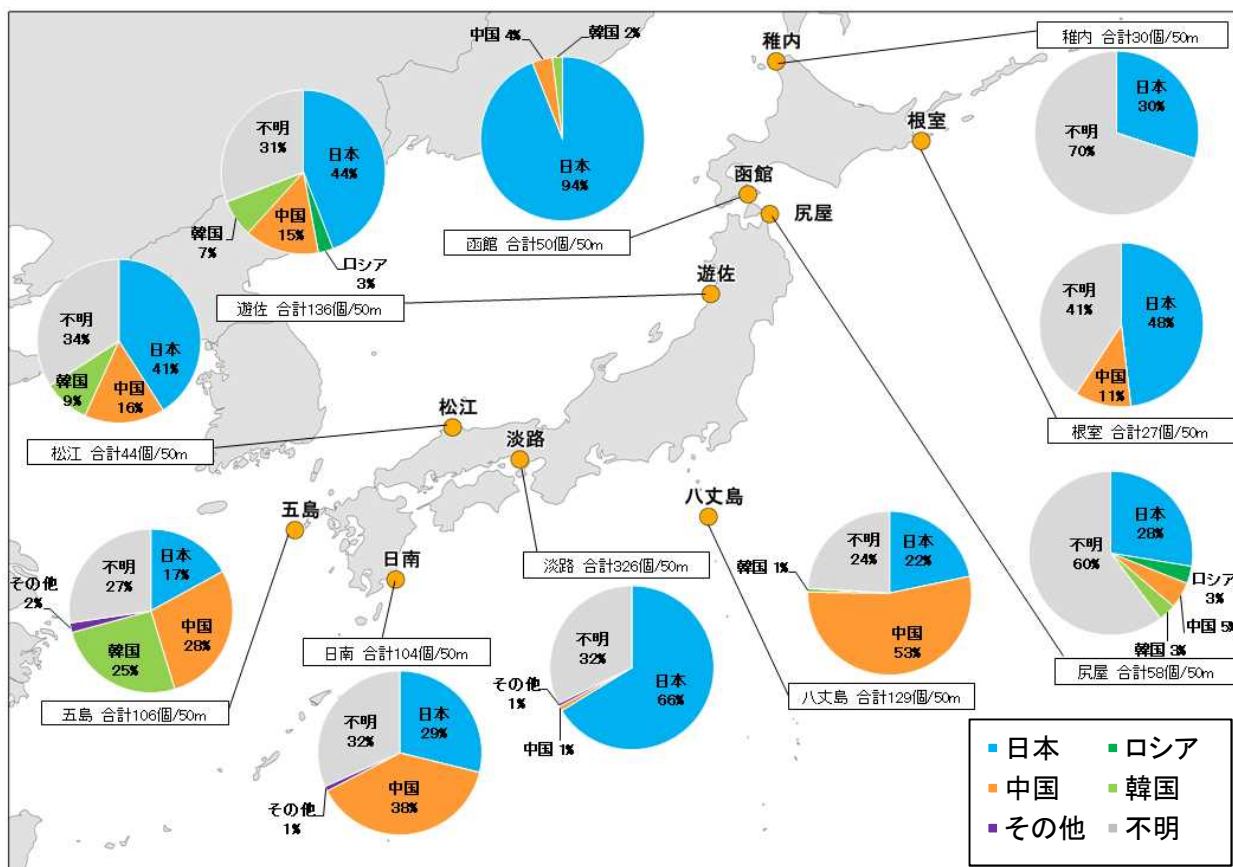 中国 4%
韓国 2%
日本
94%
函館
函館 合計50個/50m
稚内
稚内 合計30個/50m
日本
30%
不明
70%
根室
日本
48%
中国
11%
不明
41%
根室 合計27個/50m
尻屋
日本
28%
ロシア
3%
中国 5%
韓国 3%
不明
60%
尻屋 合計58個/50m
遊佐
日本
44%
ロシア
3%
中国
15%
韓国
7%
不明
31%
遊佐 合計136個/50m
松江
日本
41%
中国
16%
韓国
9%
不明
34%
松江 合計44個/50m
淡路
淡路 合計326個/50m
日本
66%
中国 1%
その他
1%
不明
32%
八丈島
日本
22%
中国
53%
韓国 1%
不明
24%
八丈島 合計129個/50m
五島
日本
17%
中国
28%
韓国
25%
その他
2%
不明
27%
五島 合計106個/50m
日南
日南 合計104個/50m
日本
29%
中国
38%
その他
1%
不明
32%
日本
ロシア
中国
韓国
その他
不明